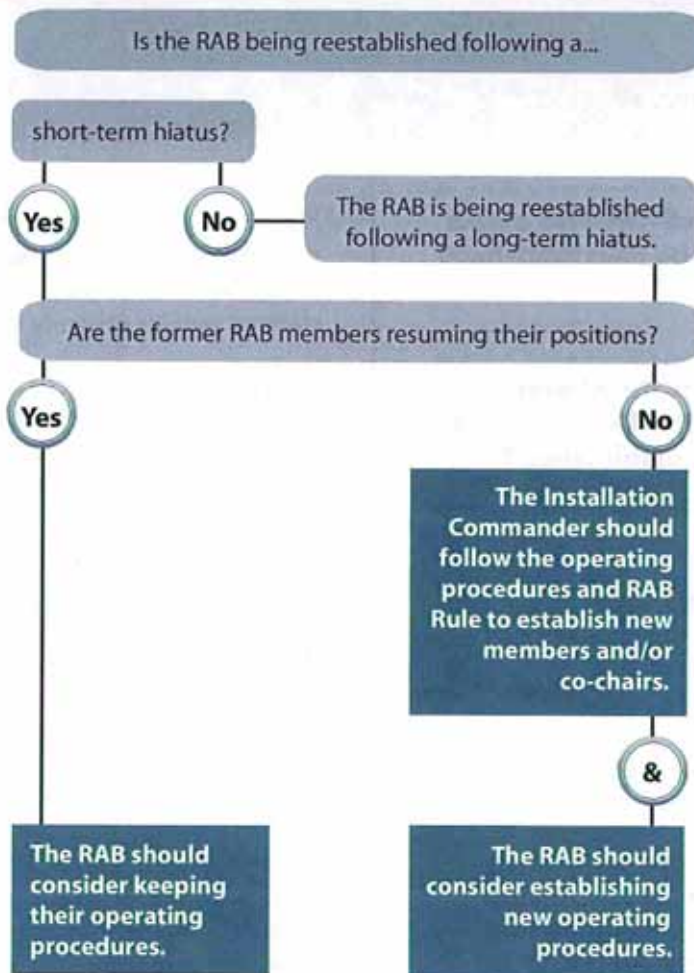 Is the RAB being reestablished following a...
short-term hiatus?
Yes
No
The RAB is being reestablished
following a long-term hiatus.
Are the former RAB members resuming their positions?
Yes
No
The Installation
Commander should
follow the operating
procedures and RAB
Rule to establish new
members and/or
co-chairs.
&
The RAB should
consider keeping
their operating
procedures.
The RAB should
consider establishing
new operating
procedures.